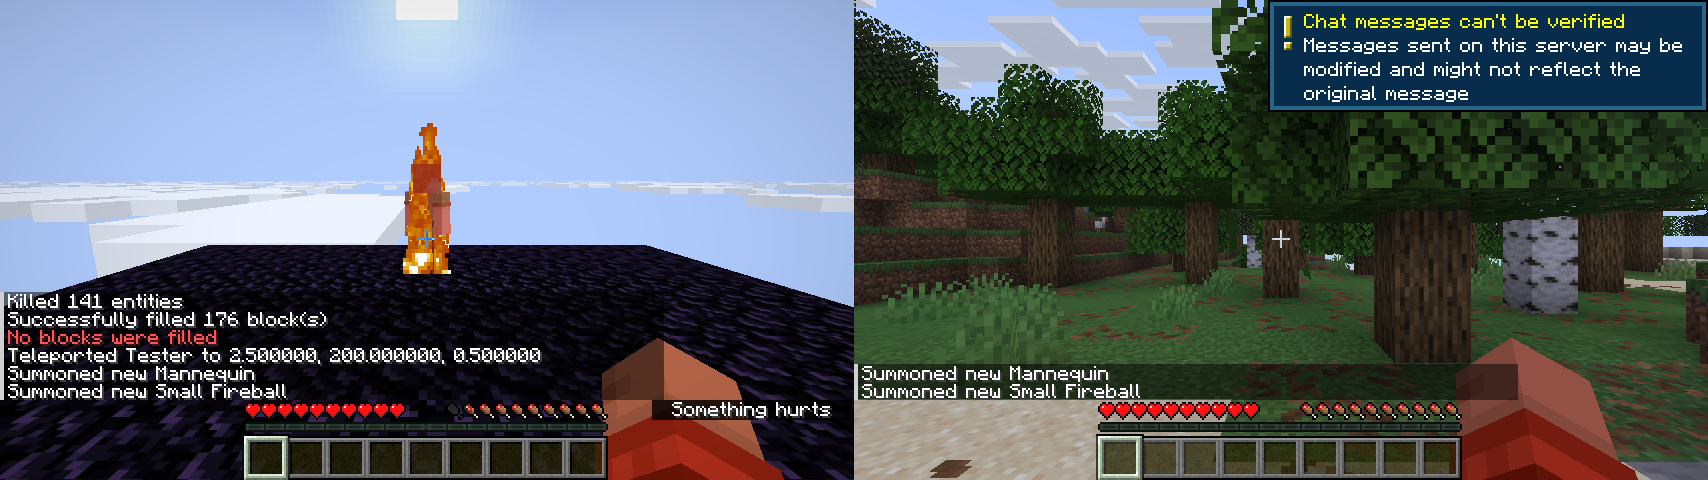 Killed 141 entities
Successfully filled 176 block(s)
No blocks were filled
Teleported Tester to 2.500000, 200.000000, 0.500000
Summoned new Mannequin
Summoned new Small Fireball
Something hurts
Chat messages can't be verified
Messages sent on this server may be
modified and might not reflect the
original message
Summoned new Mannequin
Summoned new Small Fireball